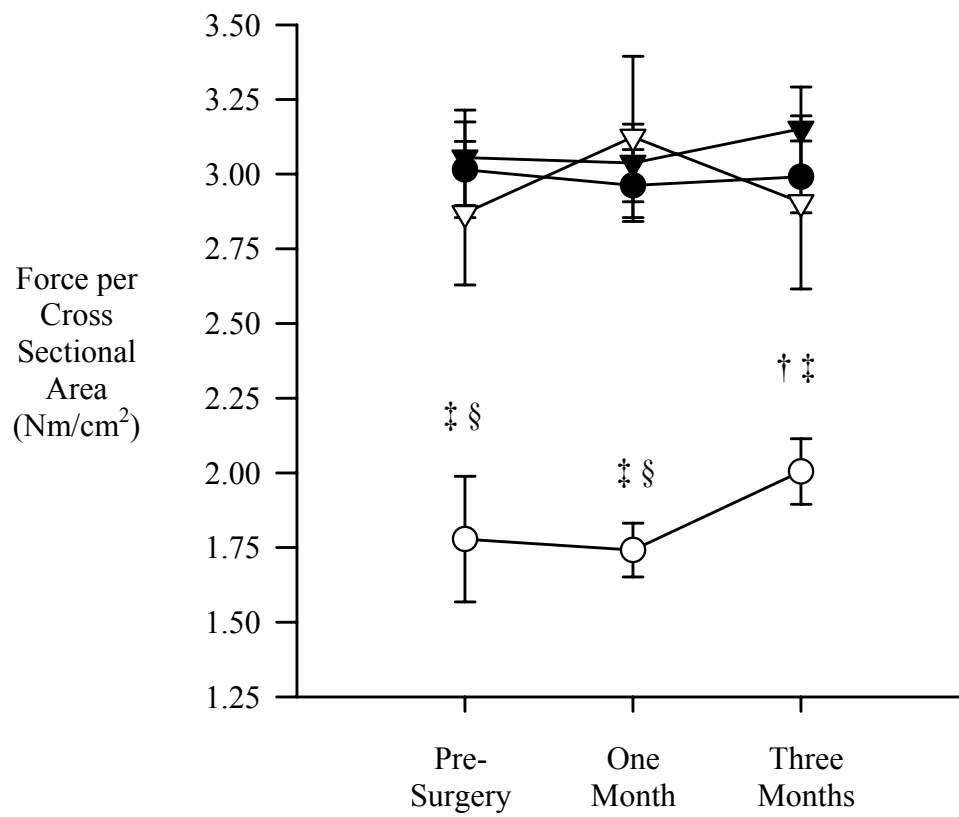 3.50
3.25
3.00
2.75
2.50
2.25
2.00
1.75
1.50
1.25
Force per
Cross
Sectional
Area
(Nm/cm²)
† ‡
‡ §
‡ §
Pre-
Surgery
One
Month
Three
Months